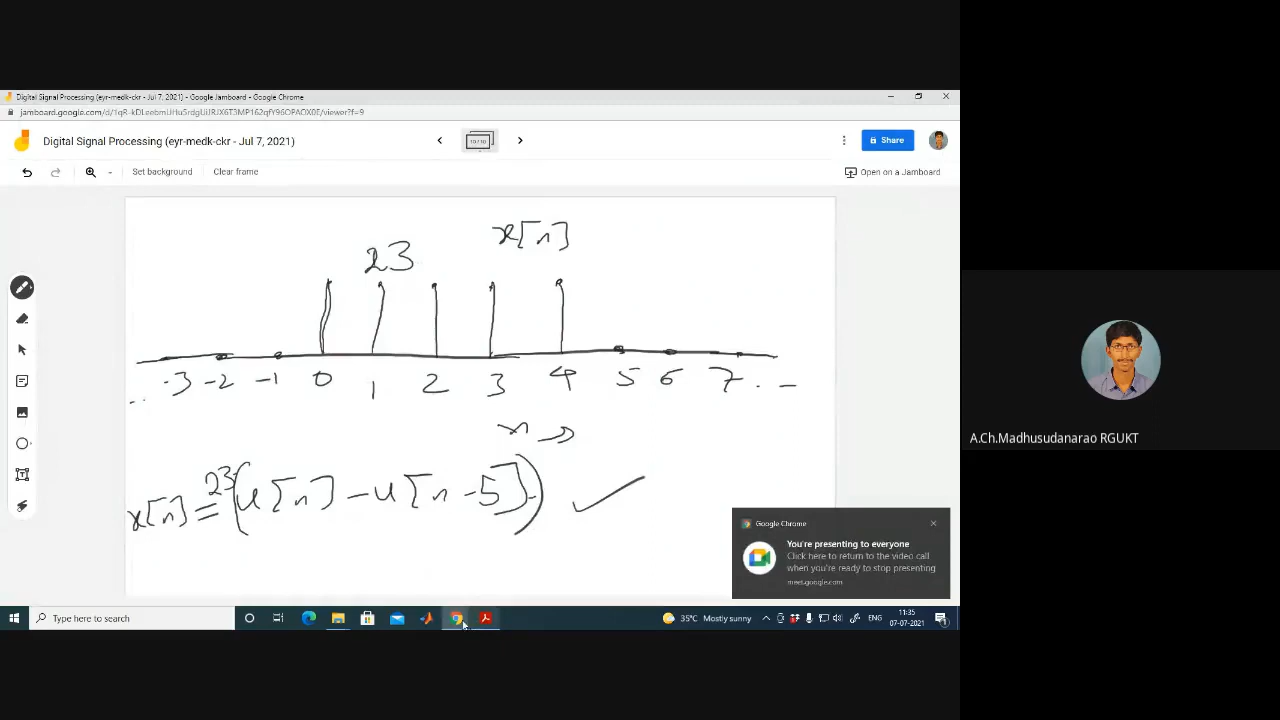 Digital Signal Processing (eyr-medk-ckr - Jul 7, 2021) - Google Jamboard - Google Chrome
Digital Signal Processing (eyr-medk-ckr - Jul 7, 2021)
10/10
Share
Set background
Clear frame
Open on a Jamboard
x[n]
23
.. -3 -2 -1 0 1 2 3 4 5 6 7 . . -
n →
x[n] = 23(u[n] - u[n-5])
Google Chrome
You're presenting to everyone
Click here to return to the video call
when you're ready to stop presenting
meet.google.com
A.Ch.Madhusudanarao RGUKT
Type here to search
35°C Mostly sunny
ENG
11:35
07-07-2021